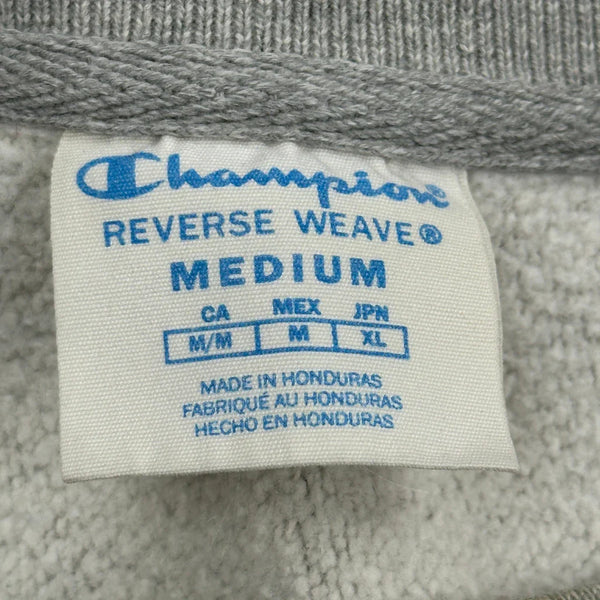 Champion®
REVERSE WEAVE®
MEDIUM
CA MEX JPN
M/M M XL
MADE IN HONDURAS
FABRIQUÉ AU HONDURAS
HECHO EN HONDURAS